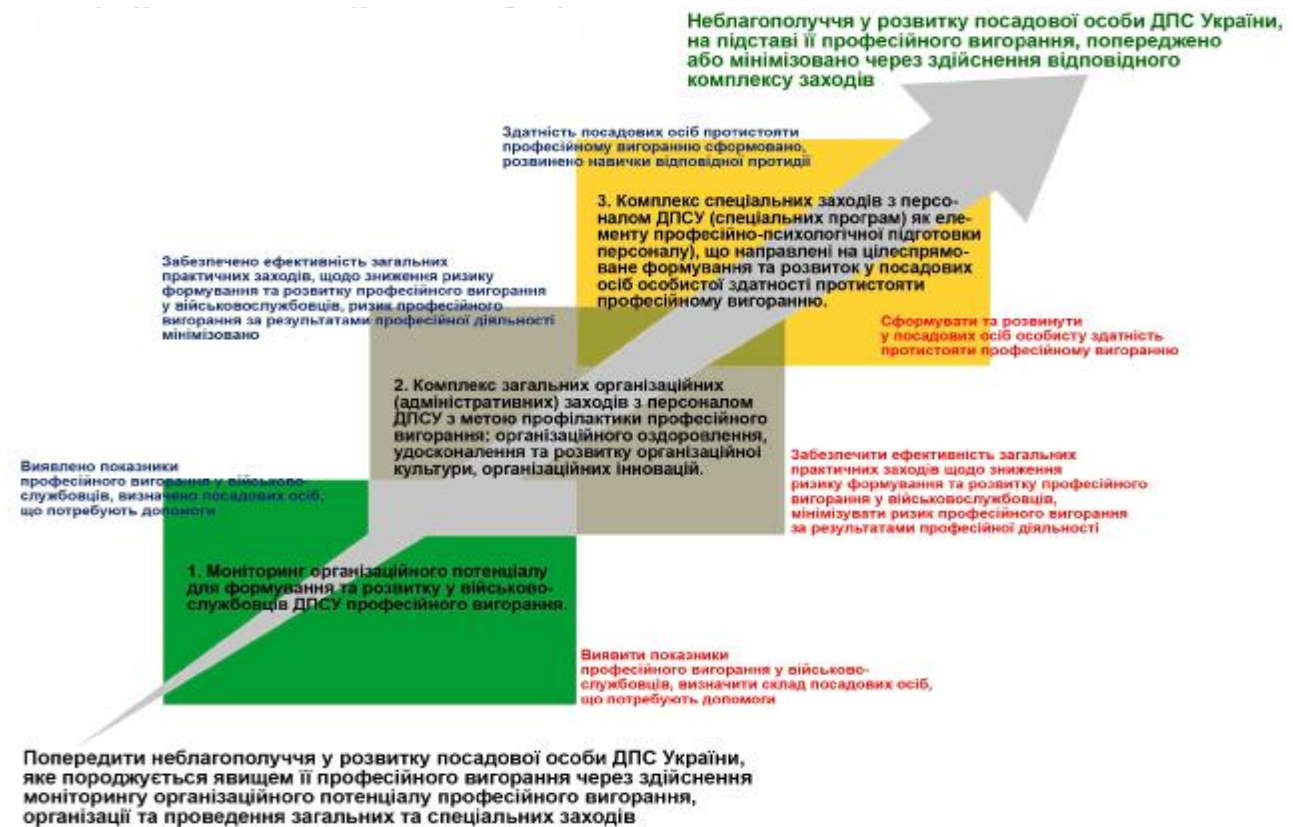 Неблагополуччя у розвитку посадової особи ДПС України,
на підставі її професійного вигорання, попереджено
або мінімізовано через здійснення відповідного
комплексу заходів
Здатність посадових осіб протистояти
професійному вигоранню сформовано,
розвинено навички відповідної протидії
3. Комплекс спеціальних заходів з персо-
налом ДПСУ (спеціальних програм) як еле-
менту професійно-психологічної підготовки
персоналу), що направлені на цілеспрямо-
ване формування та розвиток у посадових
осіб особистої здатності протистояти
професійному вигоранню.
Забезпечено ефективність загальних
практичних заходів, щодо зниження ризику
формування та розвитку професійного вигорання
у військовослужбовців, ризик професійного
вигорання за результатами професійної діяльності
мінімізовано
Сформувати та розвинути
у посадових осіб особисту здатність
протистояти професійному вигоранню
2. Комплекс загальних організаційних
(адміністративних) заходів з персоналом
ДПСУ з метою профілактики професійного
вигорання: організаційного оздоровлення,
удосконалення та розвитку організаційної
культури, організаційних інновацій.
Виявлено показники
професійного вигорання у військово-
службовців, визначено посадових осіб,
що потребують допомоги
Забезпечити ефективність загальних
практичних заходів щодо зниження
ризику формування та розвитку професійного
вигорання у військовослужбовців,
мінімізувати ризик професійного вигорання
за результатами професійної діяльності
1. Моніторинг організаційного потенціалу
для формування та розвитку у військово-
службовців ДПСУ професійного вигорання.
Виявити показники
професійного вигорання у військово-
службовців, визначити склад посадових осіб,
що потребують допомоги
Попередити неблагополуччя у розвитку посадової особи ДПС України,
яке породжується явищем її професійного вигорання через здійснення
моніторингу організаційного потенціалу професійного вигорання,
організації та проведення загальних та спеціальних заходів